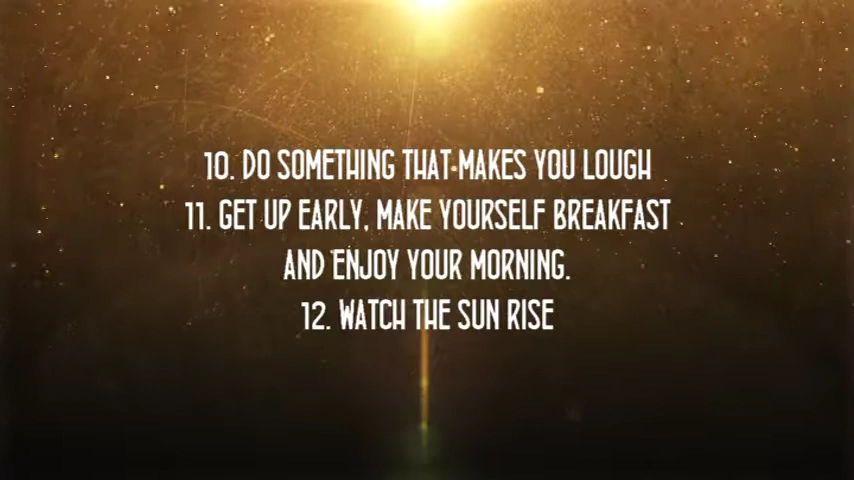 10. DO SOMETHING THAT MAKES YOU LOUGH
11. GET UP EARLY, MAKE YOURSELF BREAKFAST
AND ENJOY YOUR MORNING.
12. WATCH THE SUN RISE